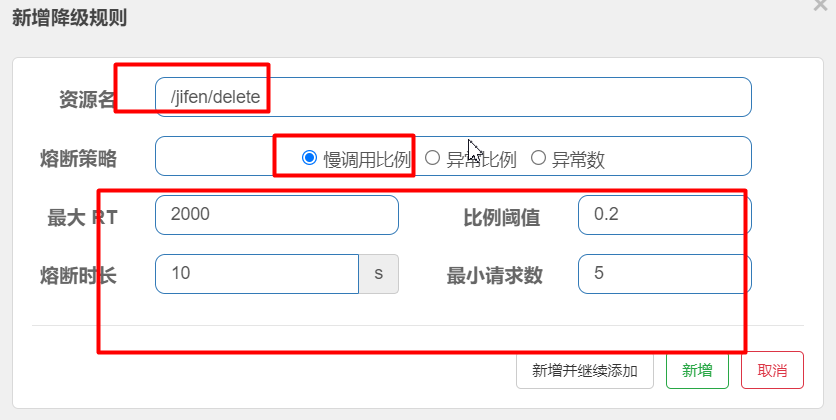 新增降级规则
资源名 /jifen/delete
熔断策略 慢调用比例 异常比例 异常数
最大 RT 2000 比例阈值 0.2
熔断时长 10 s 最小请求数 5
新增并继续添加 新增 取消